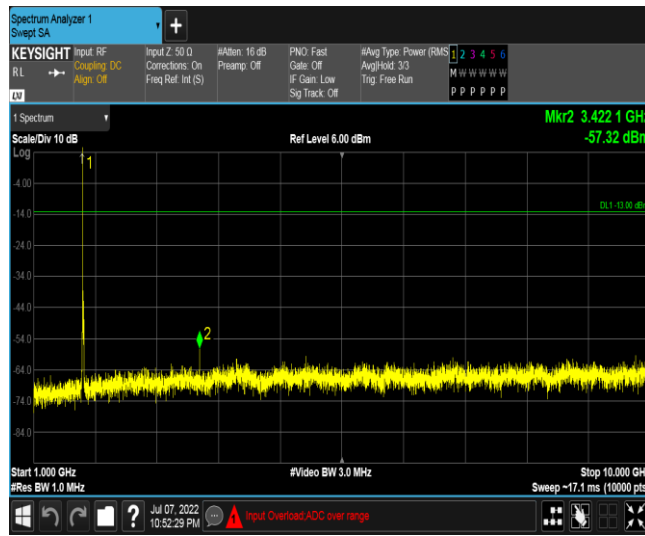 Spectrum Analyzer 1
Swept SA
+
KEYSIGHT
RL
LXI
Input: RF
Coupling: DC
Align: Off
Input Z: 50 Ω
Corrections: On
Freq Ref: Int (S)
#Atten: 16 dB
Preamp: Off
PNO: Fast
Gate: Off
IF Gain: Low
Sig Track: Off
#Avg Type: Power (RMS
Avg|Hold: 3/3
Trig: Free Run
1 2 3 4 5 6
M W W W W W
P P P P P P
1 Spectrum
Mkr2 3.422 1 GHz
-57.32 dBm
Scale/Div 10 dB
Ref Level 6.00 dBm
Log
1
-4.00
DL1 -13.00 dBm
-14.0
-24.0
-34.0
-44.0
-54.0
2
-64.0
-74.0
-84.0
Start 1.000 GHz
#Video BW 3.0 MHz
Stop 10.000 GH
#Res BW 1.0 MHz
Sweep ~17.1 ms (10000 pts
?
Jul 07, 2022
10:52:29 PM
Input Overload;ADC over range